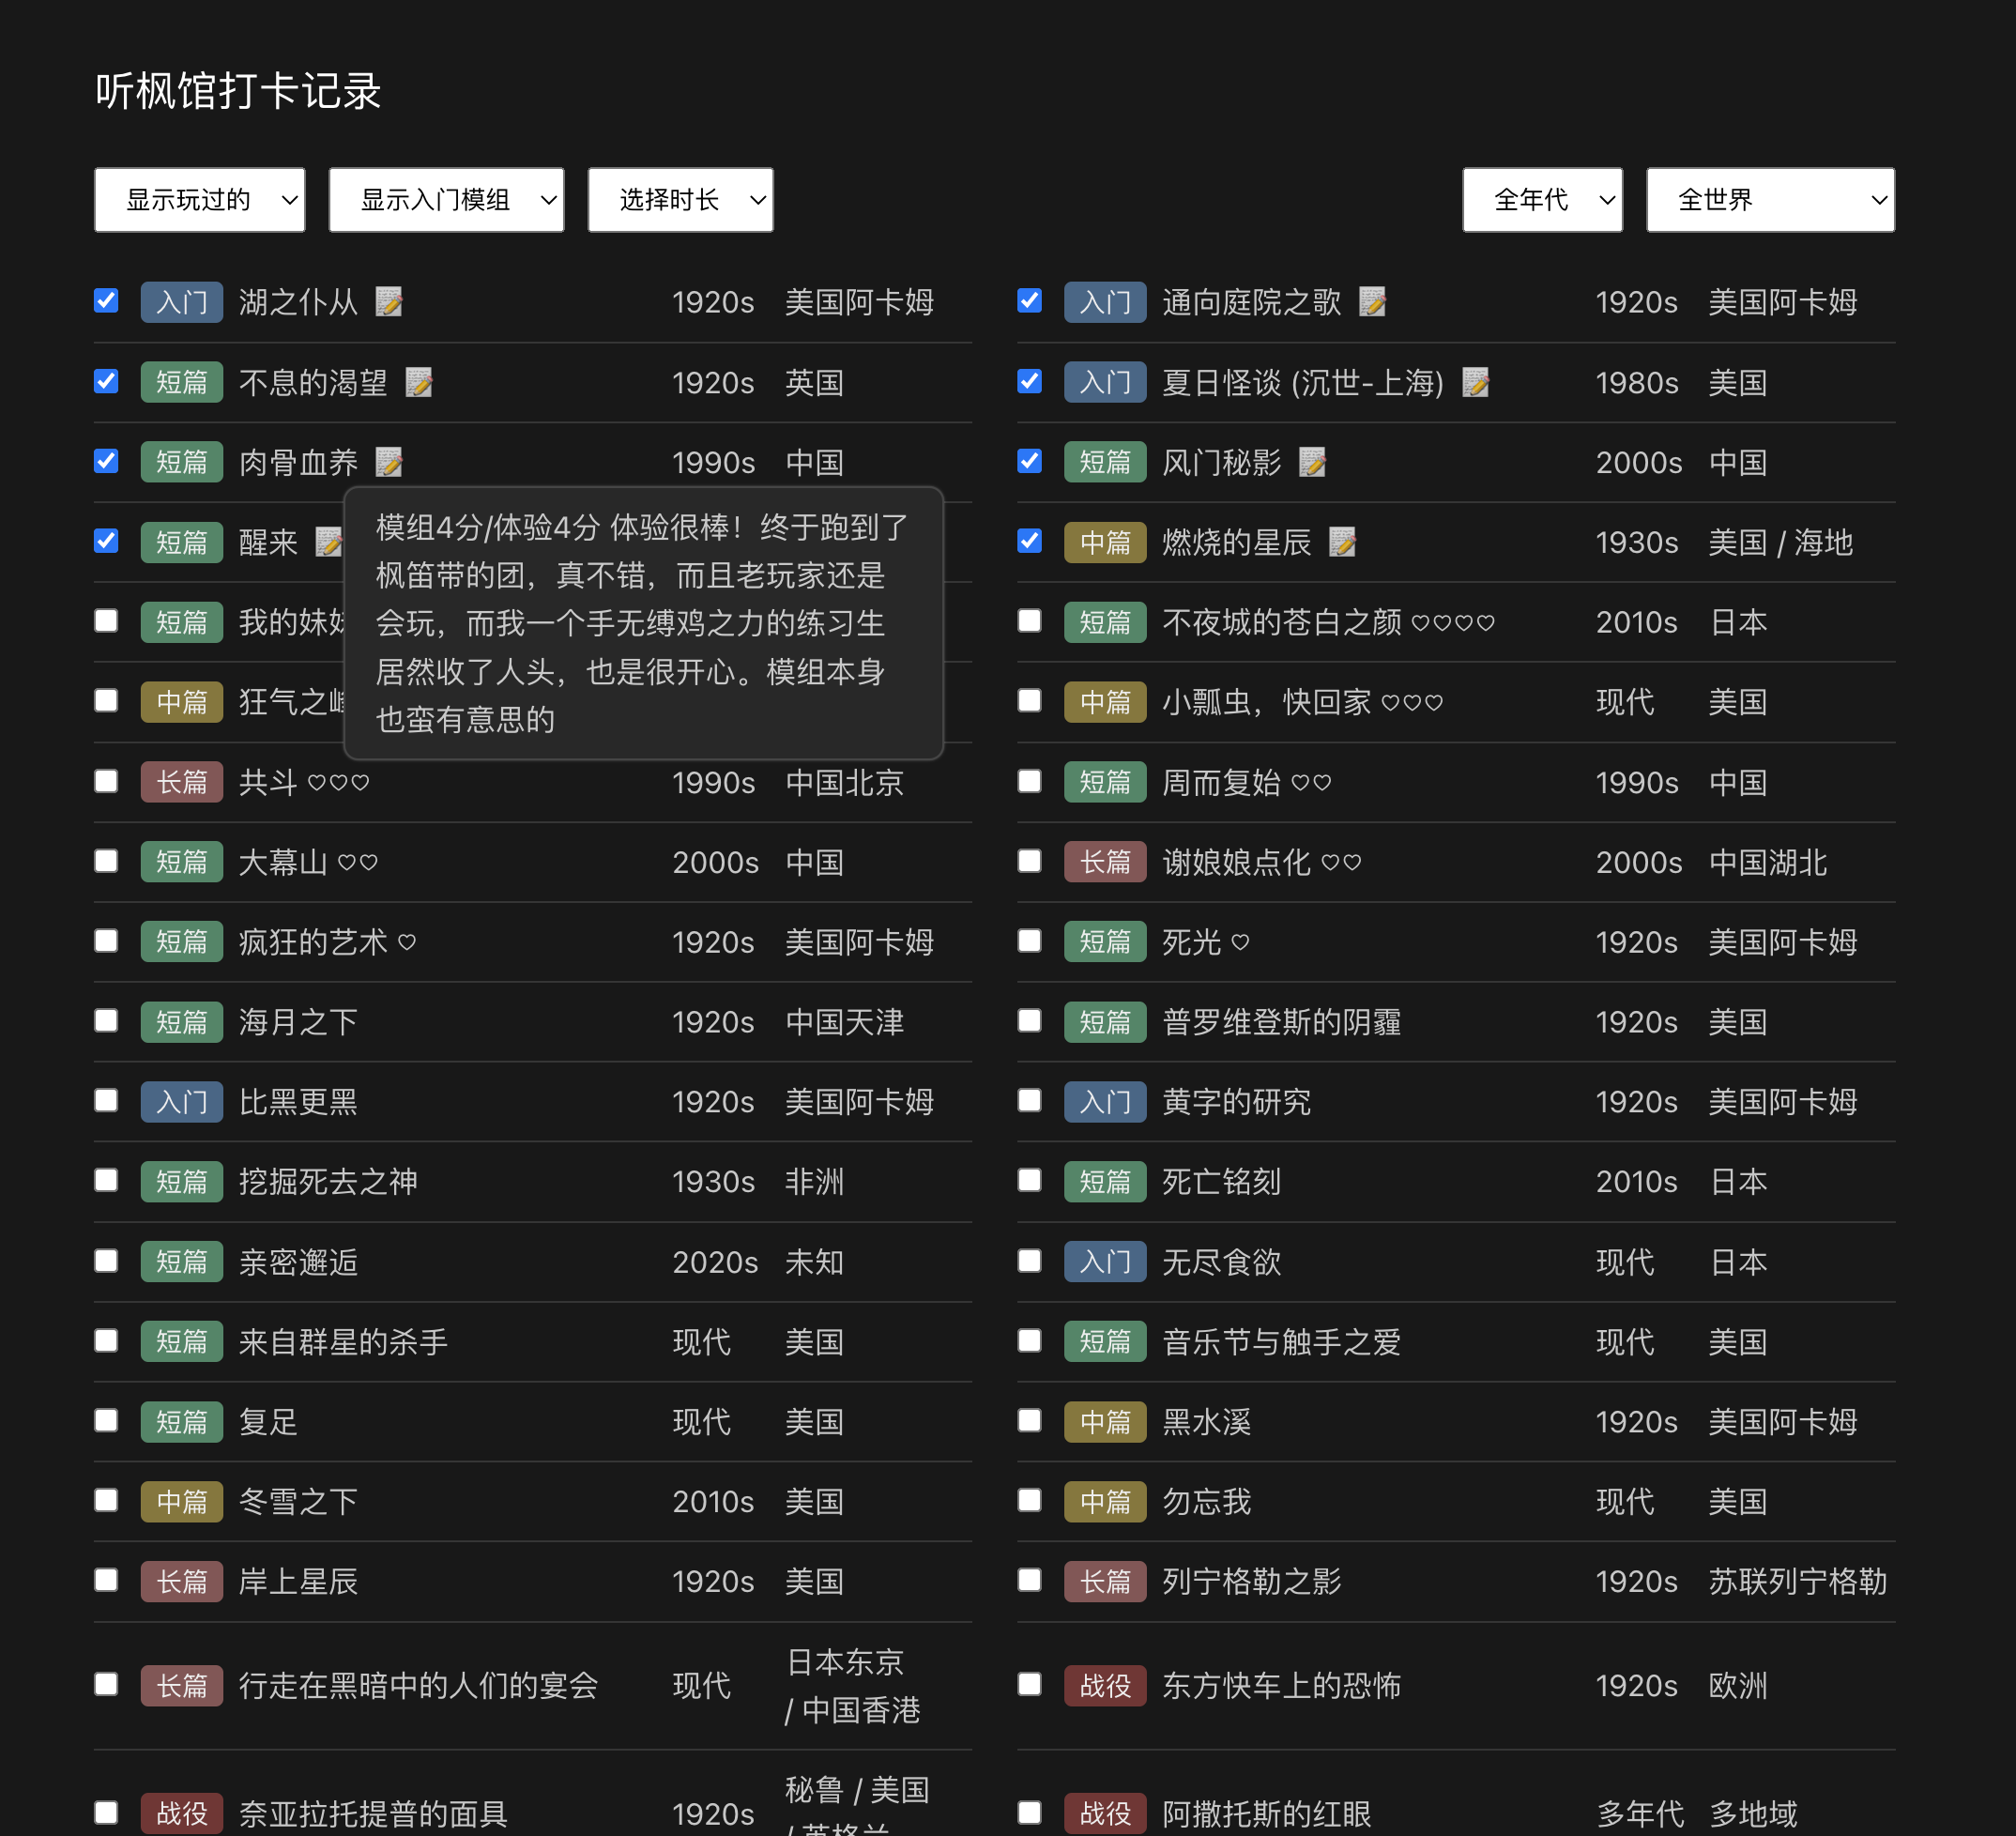 听枫馆打卡记录
显示玩过的 显示入门模组 选择时长 全年代 全世界
入门 湖之仆从 📝 1920s 美国阿卡姆
入门 通向庭院之歌 📝 1920s 美国阿卡姆
短篇 不息的渴望 📝 1920s 英国
入门 夏日怪谈 (沉世-上海) 📝 1980s 美国
短篇 肉骨血养 📝 1990s 中国
短篇 风门秘影 📝 2000s 中国
短篇 醒来 📝
模组4分/体验4分 体验很棒！终于跑到了
枫笛带的团，真不错，而且老玩家还是
会玩，而我一个手无缚鸡之力的练习生
居然收了人头，也是很开心。模组本身
也蛮有意思的
中篇 燃烧的星辰 📝 1930s 美国 / 海地
短篇 我的妹
短篇 不夜城的苍白之颜 ♡♡♡♡ 2010s 日本
中篇 狂气之
中篇 小瓢虫，快回家 ♡♡♡ 现代 美国
长篇 共斗 ♡♡♡ 1990s 中国北京
短篇 周而复始 ♡♡ 1990s 中国
短篇 大幕山 ♡♡ 2000s 中国
长篇 谢娘娘点化 ♡♡ 2000s 中国湖北
短篇 疯狂的艺术 ♡ 1920s 美国阿卡姆
短篇 死光 ♡ 1920s 美国阿卡姆
短篇 海月之下 1920s 中国天津
短篇 普罗维登斯的阴霾 1920s 美国
入门 比黑更黑 1920s 美国阿卡姆
入门 黄字的研究 1920s 美国阿卡姆
短篇 挖掘死去之神 1930s 非洲
短篇 死亡铭刻 2010s 日本
短篇 亲密邂逅 2020s 未知
入门 无尽食欲 现代 日本
短篇 来自群星的杀手 现代 美国
短篇 音乐节与触手之爱 现代 美国
短篇 复足 现代 美国
中篇 黑水溪 1920s 美国阿卡姆
中篇 冬雪之下 2010s 美国
中篇 勿忘我 现代 美国
长篇 岸上星辰 1920s 美国
长篇 列宁格勒之影 1920s 苏联列宁格勒
长篇 行走在黑暗中的人们的宴会 现代 日本东京
/ 中国香港
战役 东方快车上的恐怖 1920s 欧洲
战役 奈亚拉托提普的面具 1920s 秘鲁 / 美国
战役 阿撒托斯的红眼 多年代 多地域